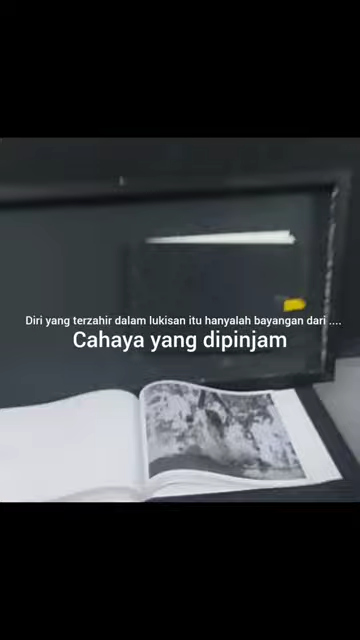 Diri yang terzahir dalam lukisan itu hanyalah bayangan dari ....
Cahaya yang dipinjam